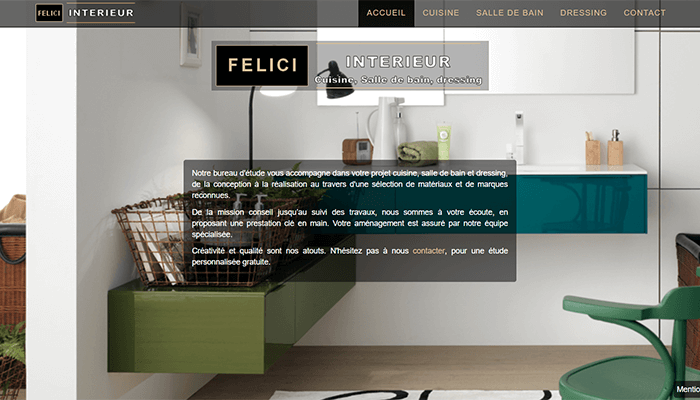 FELICI INTERIEUR ACCUEIL CUISINE SALLE DE BAIN DRESSING CONTACT
FELICI INTERIEUR
Cuisine, Salle de bain, dressing
Notre bureau d'étude vous accompagne dans votre projet cuisine, salle de bain et dressing,
de la conception à la réalisation au travers d'une sélection de matériaux et de marques
reconnues.
De la mission conseil jusqu'au suivi des travaux, nous sommes à votre écoute, en
proposant une prestation clé en main. Votre aménagement est assuré par notre équipe
spécialisée.
Créativité et qualité sont nos atouts. N'hésitez pas à nous contacter, pour une étude
personnalisée gratuite.
Mentio